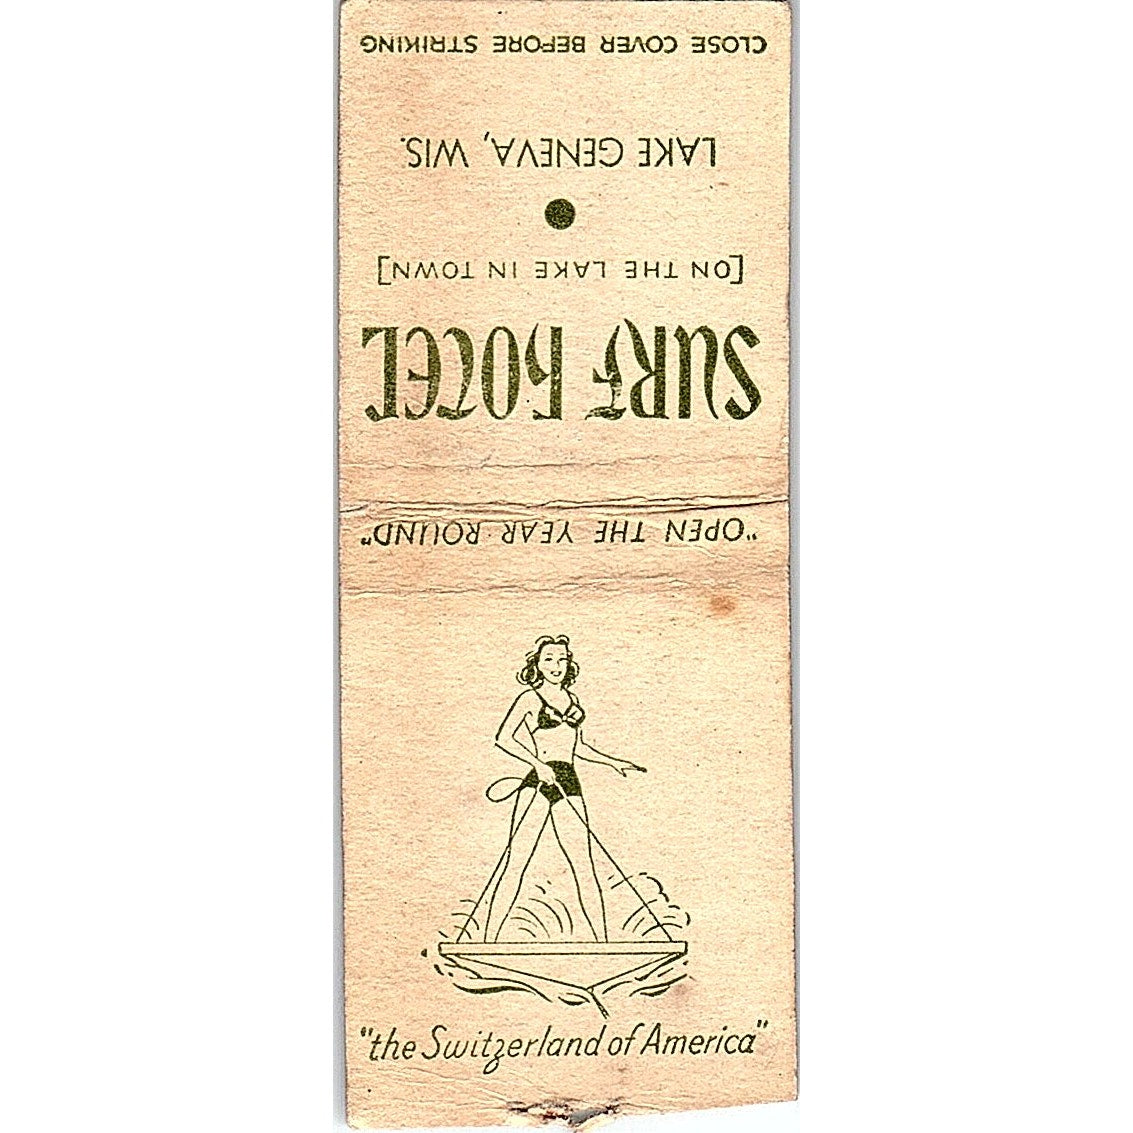 SURF HOTEL
[ON THE LAKE IN TOWN]
LAKE GENEVA, WIS.
CLOSE COVER BEFORE STRIKING
"OPEN THE YEAR ROUND"
"the Switzerland of America"